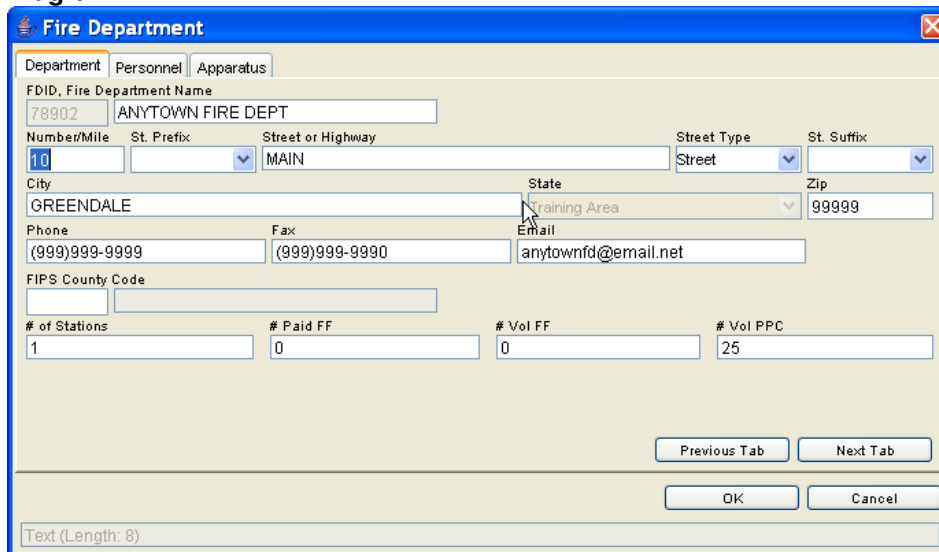 Fire Department
Department Personnel Apparatus
FDID, Fire Department Name
78902 ANYTOWN FIRE DEPT
Number/Mile St. Prefix Street or Highway Street Type St. Suffix
10 MAIN Street
City State Zip
GREENDALE Training Area 99999
Phone Fax Email
(999)999-9999 (999)999-9990 anytownfd@email.net
FIPS County Code
# of Stations # Paid FF # Vol FF # Vol PPC
1 0 0 25
Previous Tab Next Tab
OK Cancel
Text (Length: 8)